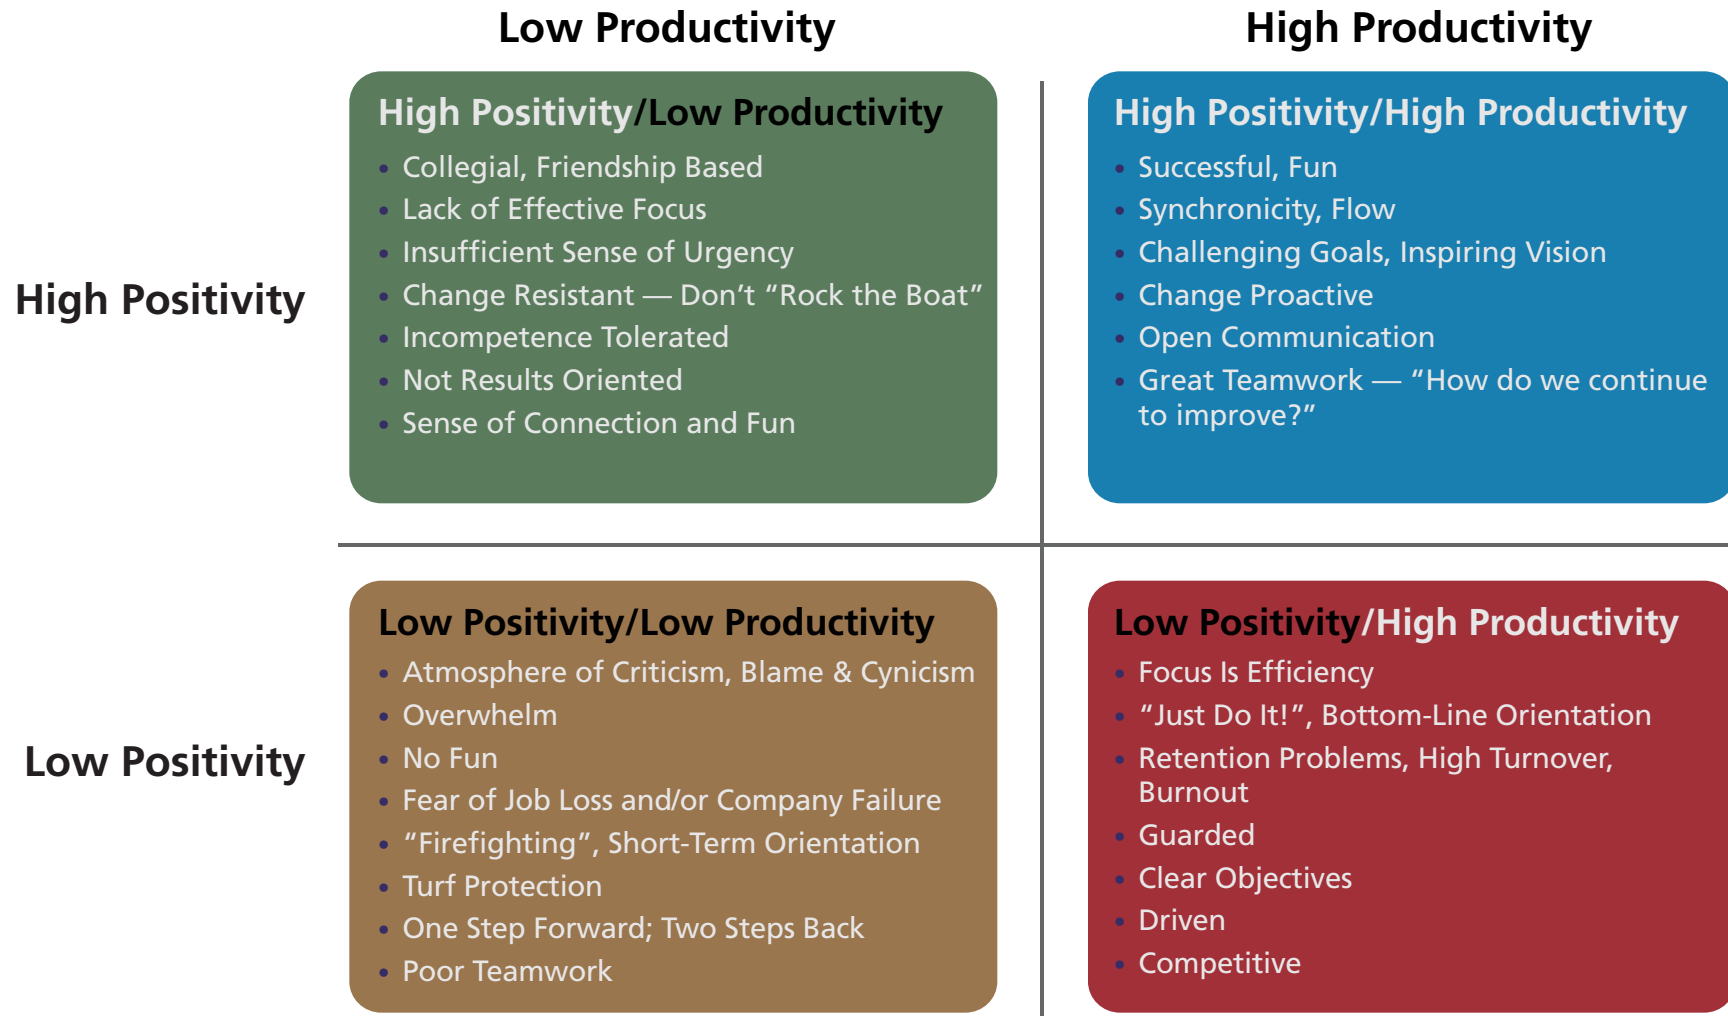 Low Productivity
High Productivity
High Positivity
High Positivity/Low Productivity
• Collegial, Friendship Based
• Lack of Effective Focus
• Insufficient Sense of Urgency
• Change Resistant — Don’t “Rock the Boat”
• Incompetence Tolerated
• Not Results Oriented
• Sense of Connection and Fun
High Positivity/High Productivity
• Successful, Fun
• Synchronicity, Flow
• Challenging Goals, Inspiring Vision
• Change Proactive
• Open Communication
• Great Teamwork — “How do we continue
to improve?”
Low Positivity
Low Positivity/Low Productivity
• Atmosphere of Criticism, Blame & Cynicism
• Overwhelm
• No Fun
• Fear of Job Loss and/or Company Failure
• “Firefighting”, Short-Term Orientation
• Turf Protection
• One Step Forward; Two Steps Back
• Poor Teamwork
Low Positivity/High Productivity
• Focus Is Efficiency
• “Just Do It!”, Bottom-Line Orientation
• Retention Problems, High Turnover,
Burnout
• Guarded
• Clear Objectives
• Driven
• Competitive